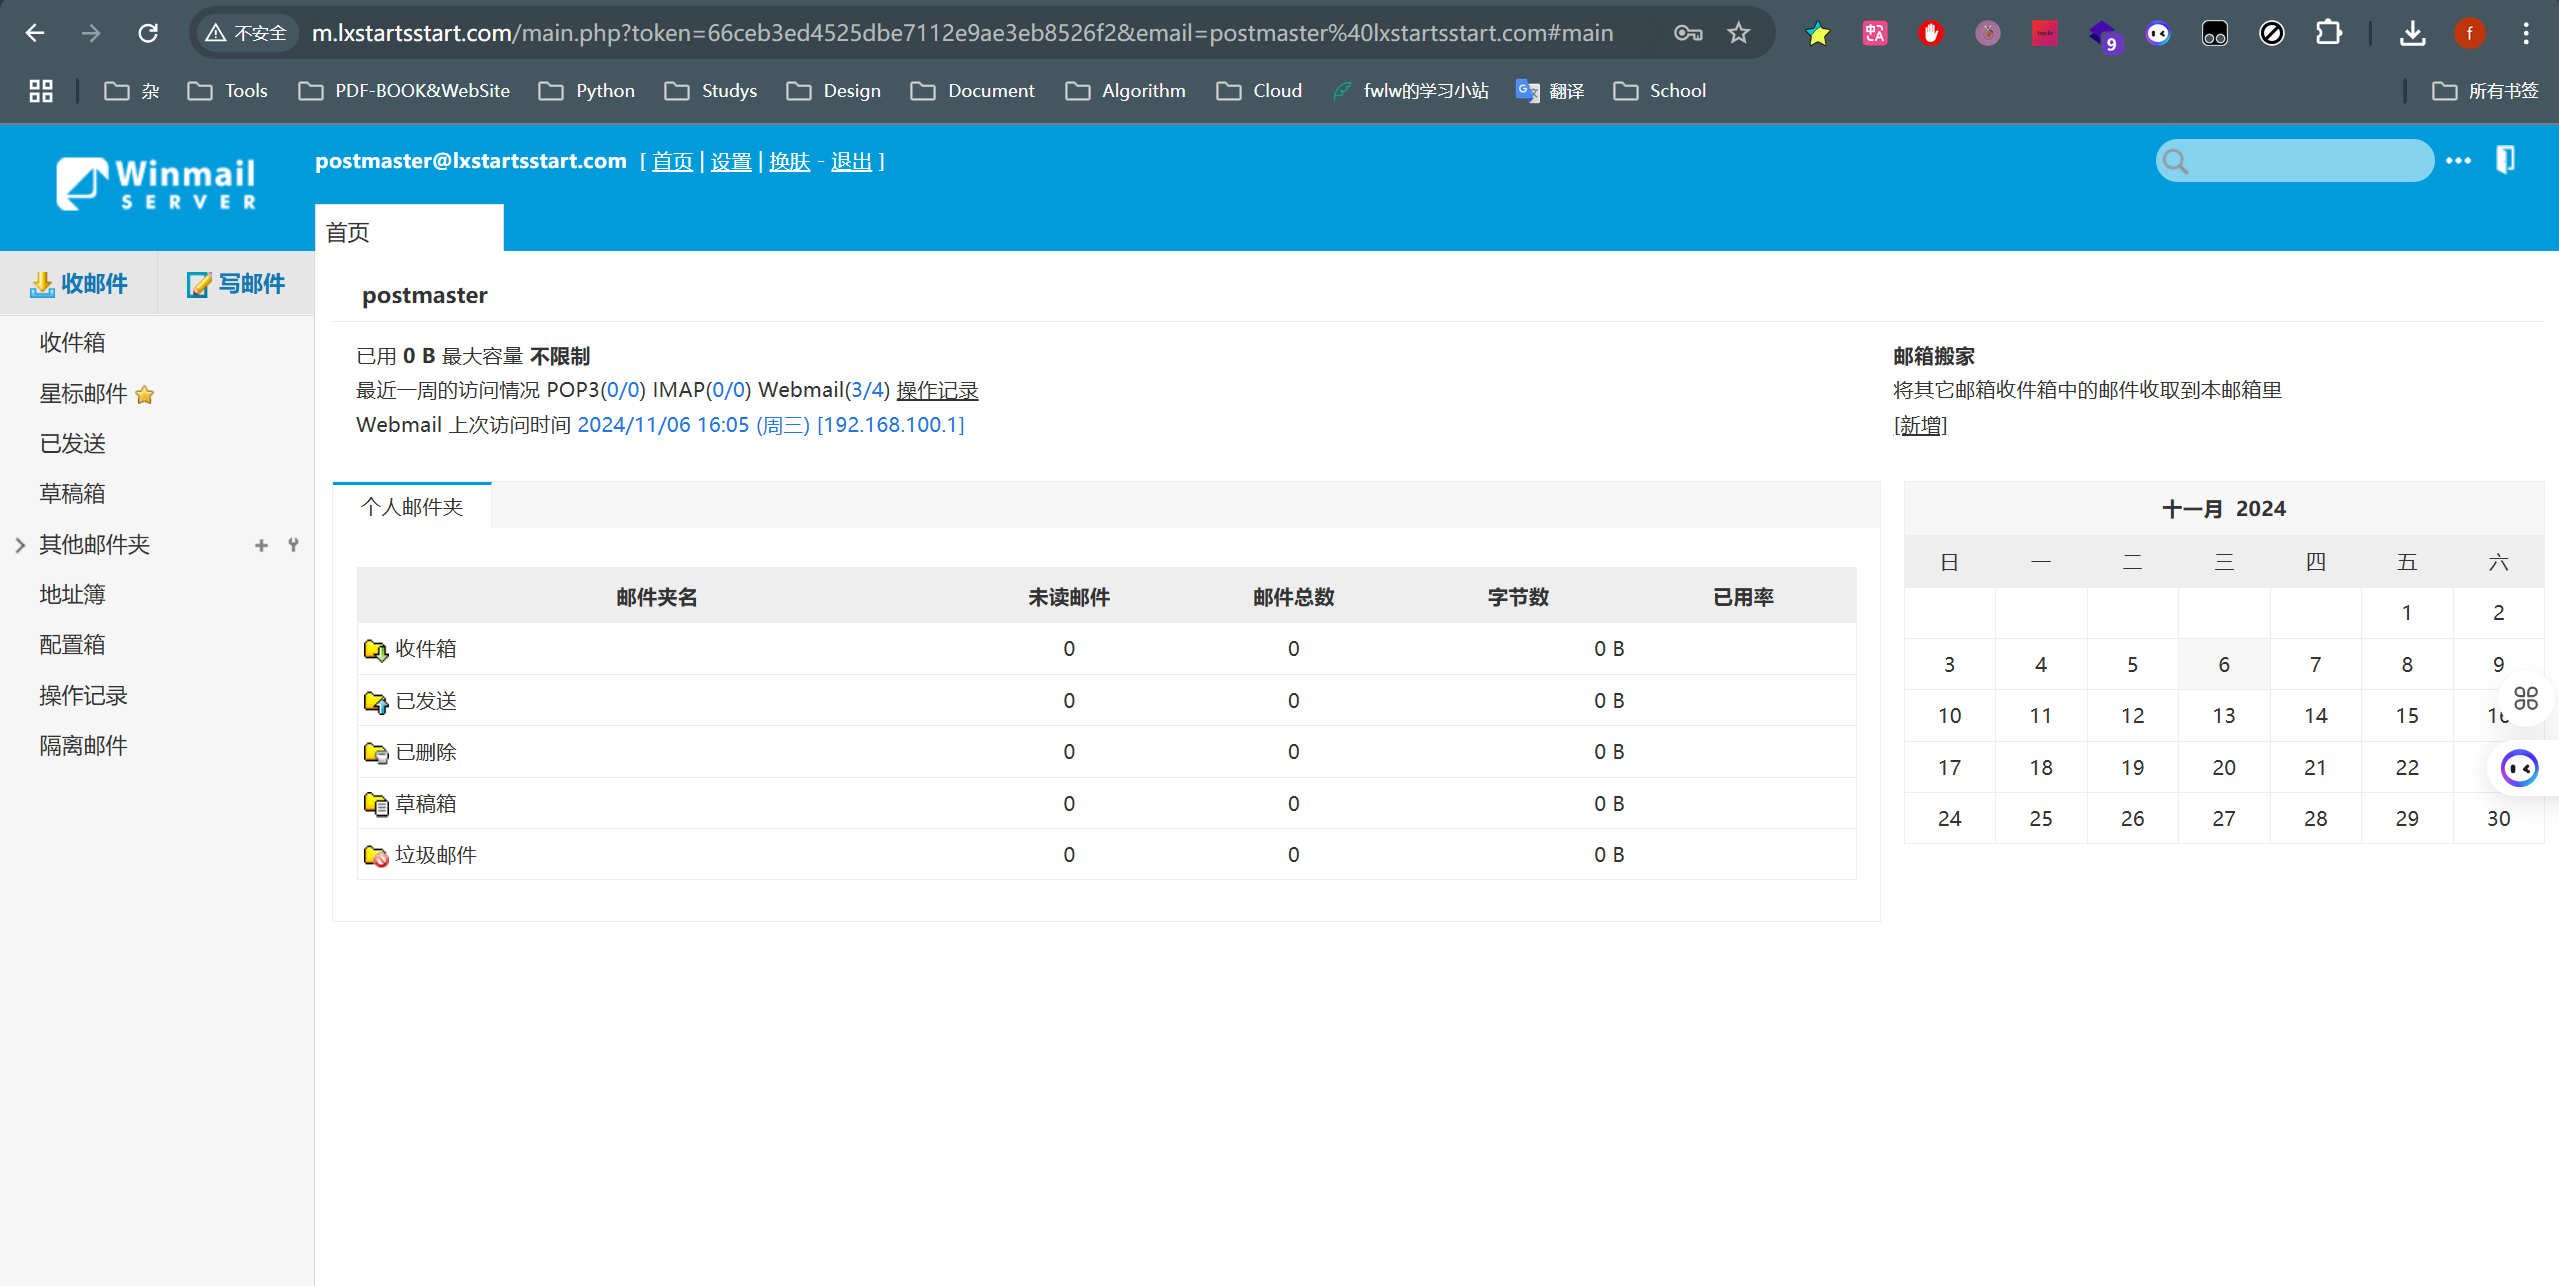 不安全 m.lxstartsstart.com/main.php?token=66ceb3ed4525dbe7112e9ae3eb8526f2&email=postmaster%40lxstartsstart.com#main 中A 9 f
杂 Tools PDF-BOOK&WebSite Python Studys Design Document Algorithm Cloud fwlw的学习小站 翻译 School 所有书签
Winmail
SERVER
postmaster@lxstartsstart.com [ 首页 | 设置 | 换肤 - 退出 ]
首页
收邮件 写邮件
收件箱
星标邮件
已发送
草稿箱
其他邮件夹
地址簿
配置箱
操作记录
隔离邮件
postmaster
已用 0 B 最大容量 不限制
最近一周的访问情况 POP3(0/0) IMAP(0/0) Webmail(3/4) 操作记录
Webmail 上次访问时间 2024/11/06 16:05 (周三) [192.168.100.1]
邮箱搬家
将其它邮箱收件箱中的邮件收取到本邮箱里
[新增]
个人邮件夹
邮件夹名 未读邮件 邮件总数 字节数 已用率
收件箱 0 0 0 B
已发送 0 0 0 B
已删除 0 0 0 B
草稿箱 0 0 0 B
垃圾邮件 0 0 0 B
十一月 2024
日 一 二 三 四 五 六
1 2
3 4 5 6 7 8 9
10 11 12 13 14 15 16
17 18 19 20 21 22
24 25 26 27 28 29 30